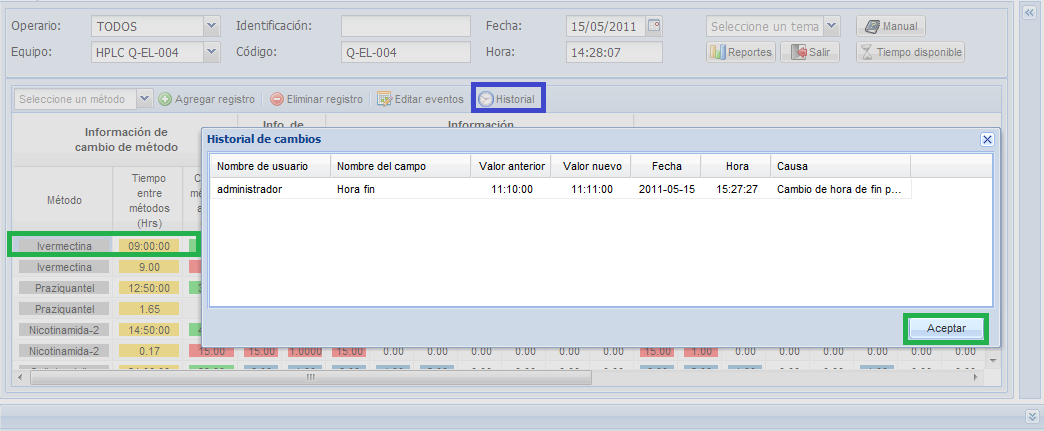 Operario: TODOS Identificación: Fecha: 15/05/2011 Seleccione un tema Manual
Equipo: HPLC Q-EL-004 Código: Q-EL-004 Hora: 14:28:07 Reportes Salir Tiempo disponible
Seleccione un método Agregar registro Eliminar registro Editar eventos Historial
Información de
cambio de método
Info. de
Información
Método
Tiempo
entre
métodos
(Hrs)
Historial de cambios
Nombre de usuario Nombre del campo Valor anterior Valor nuevo Fecha Hora Causa
administrador Hora fin 11:10:00 11:11:00 2011-05-15 15:27:27 Cambio de hora de fin p...
Aceptar
Ivermectina 09:00:00
Ivermectina 9.00
Praziquantel 12:50:00
Praziquantel 1.65
Nicotinamida-2 14:50:00
Nicotinamida-2 0.17 15.00 15.00 1.0000 15.00 0.00 0.00 0.00 0.00 0.00 0.00 15.00 1.00 0.00 0.00 0.00 0.00 0.00